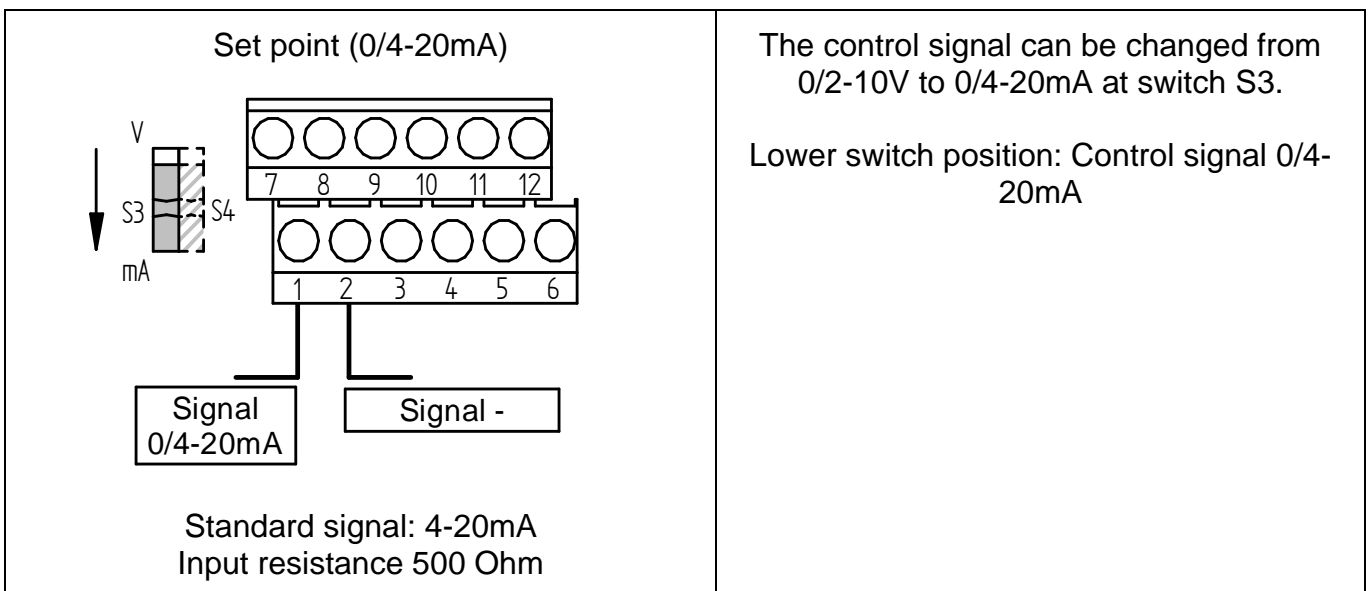 Set point (0/4-20mA)
V
S3
S4
mA
7 8 9 10 11 12
1 2 3 4 5 6
Signal
0/4-20mA
Signal -
Standard signal: 4-20mA
Input resistance 500 Ohm
The control signal can be changed from
0/2-10V to 0/4-20mA at switch S3.
Lower switch position: Control signal 0/4-
20mA